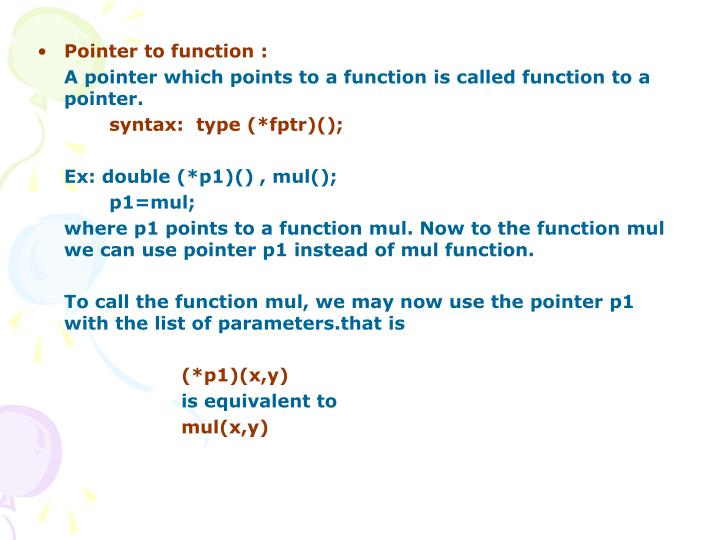 • Pointer to function :
A pointer which points to a function is called function to a
pointer.
syntax:  type (*fptr)();
Ex: double (*p1)() , mul();
p1=mul;
where p1 points to a function mul. Now to the function mul
we can use pointer p1 instead of mul function.
To call the function mul, we may now use the pointer p1
with the list of parameters.that is
(*p1)(x,y)
is equivalent to
mul(x,y)